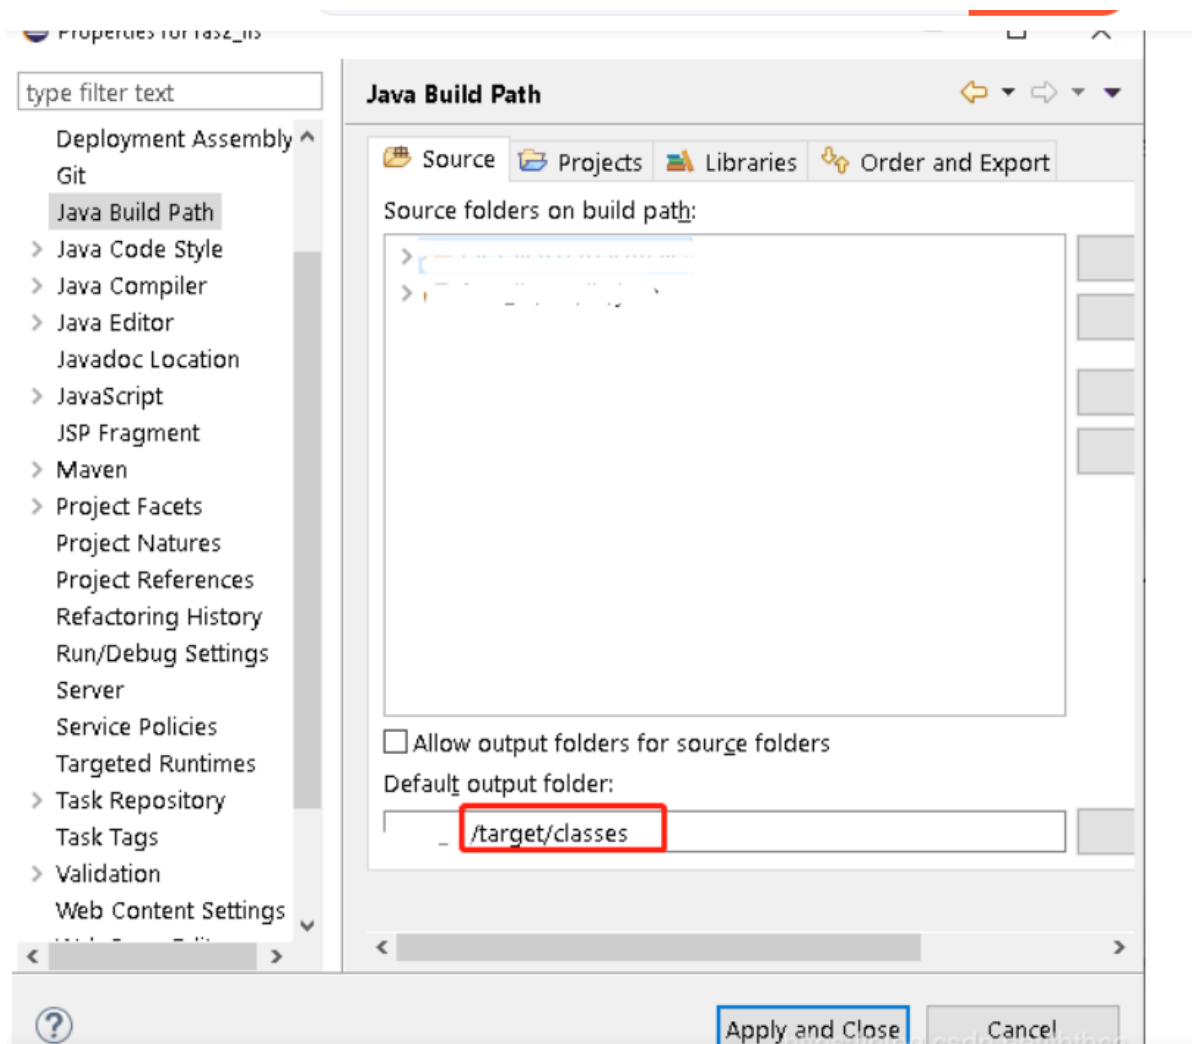 type filter text
Java Build Path
Deployment Assembly
Git
Java Build Path
Java Code Style
Java Compiler
Java Editor
Javadoc Location
JavaScript
JSP Fragment
Maven
Project Facets
Project Natures
Project References
Refactoring History
Run/Debug Settings
Server
Service Policies
Targeted Runtimes
Task Repository
Task Tags
Validation
Web Content Settings
Source
Projects
Libraries
Order and Export
Source folders on build path:
Allow output folders for source folders
Default output folder:
/target/classes
Apply and Close
Cancel